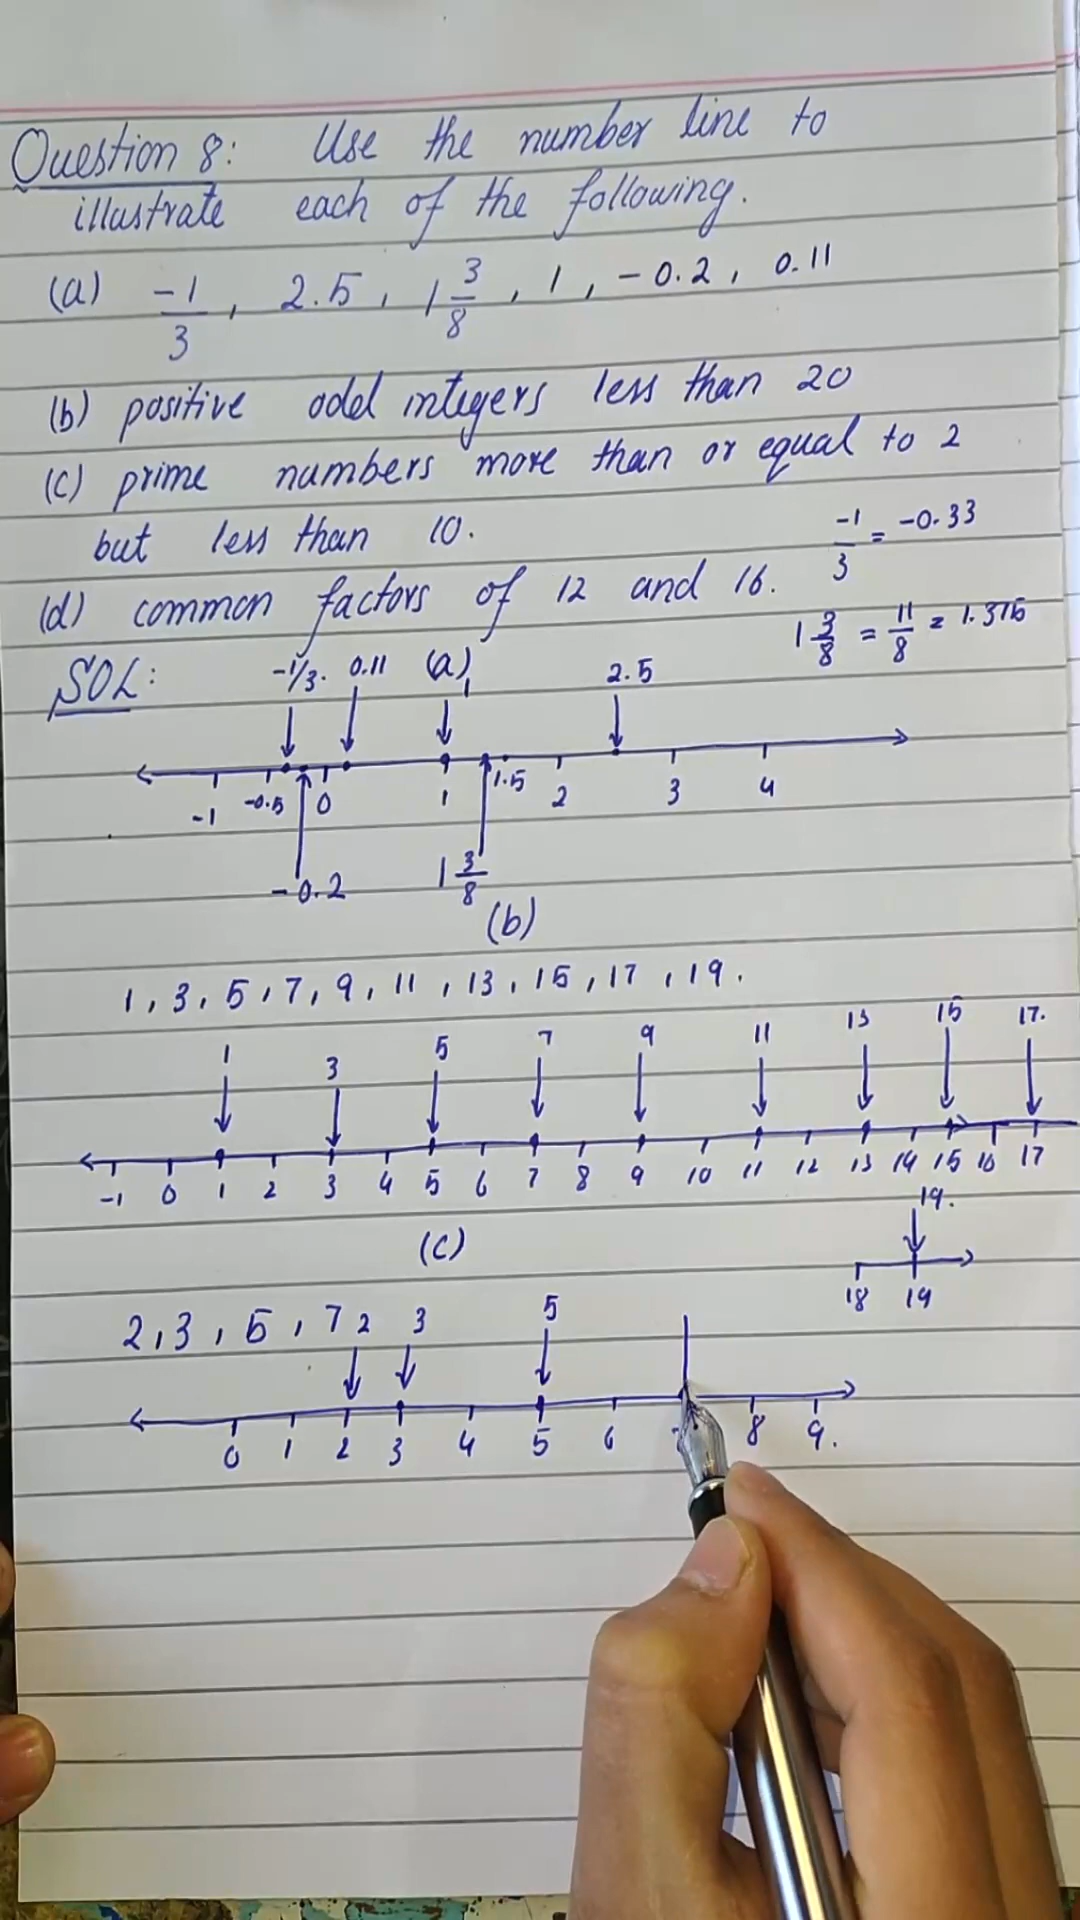 Question 8: Use the number line to
illustrate each of the following.
(a) -1/3, 2.5, 1 3/8, 1, -0.2, 0.11
(b) positive odd integers less than 20
(c) prime numbers more than or equal to 2
but less than 10.
-1/3 = -0.33
(d) common factors of 12 and 16.
1 3/8 = 11/8 = 1.375
SOL:
(a)
-1/3. 0.11 1 2.5
-1 -0.5 0 1 1.5 2 3 4
-0.2 1 3/8
(b)
1, 3, 5, 7, 9, 11, 13, 15, 17, 19.
1 3 5 7 9 11 13 15 17.
-1 0 1 2 3 4 5 6 7 8 9 10 11 12 13 14 15 16 17
19.
18 19
(c)
2, 3, 5, 7
2 3 5
0 1 2 3 4 5 6 8 9.